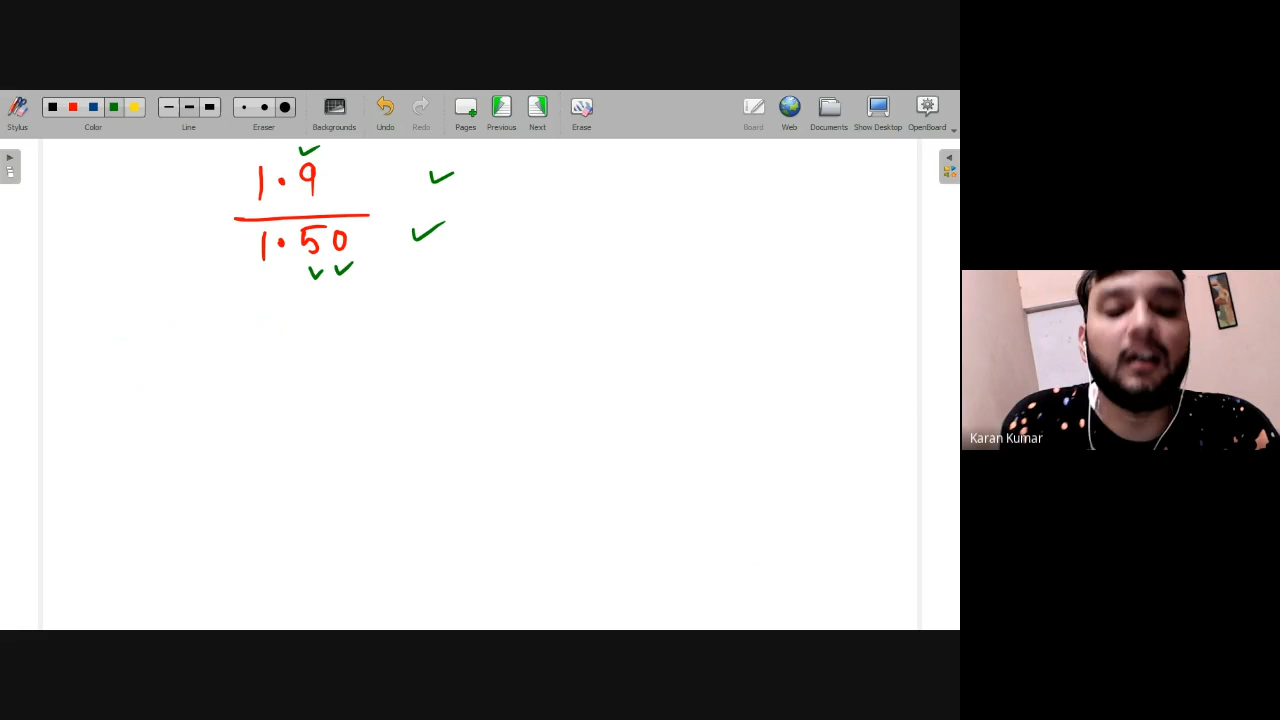 Stylus Color Line Eraser Backgrounds Undo Redo Pages Previous Next Erase Board Web Documents Show Desktop OpenBoard
1.9
1.50
Karan Kumar